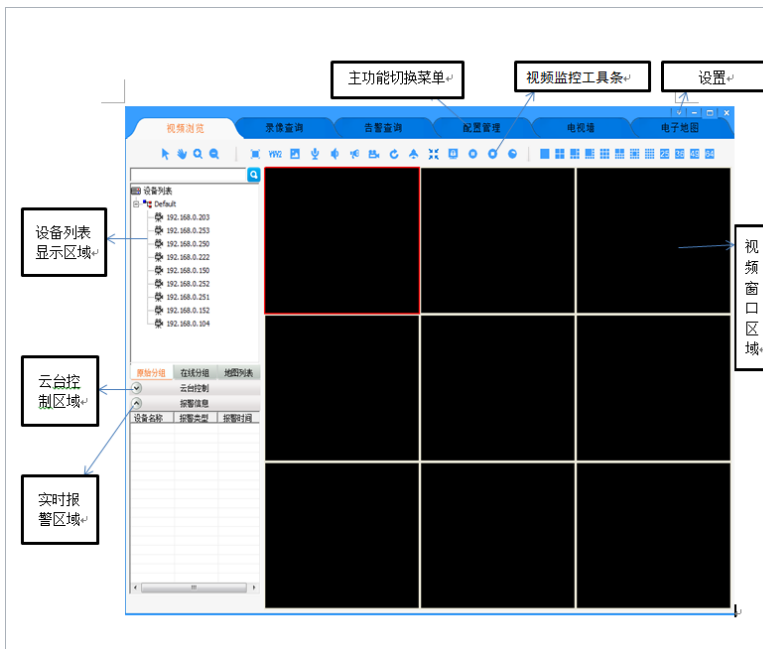 主功能切换菜单
视频监控工具条
设置
视频浏览
录像查询
告警查询
配置管理
电视墙
电子地图
设备列表
Default
192.168.0.203
192.168.0.253
192.168.0.250
192.168.0.222
192.168.0.150
192.168.0.252
192.168.0.251
192.168.0.152
192.168.0.104
设备列表
显示区域
视
频
窗
口
区
域
原始分组 在线分组 地图列表
云台控制
报警信息
设备名称 报警类型 报警时间
云台控
制区域
实时报
警区域